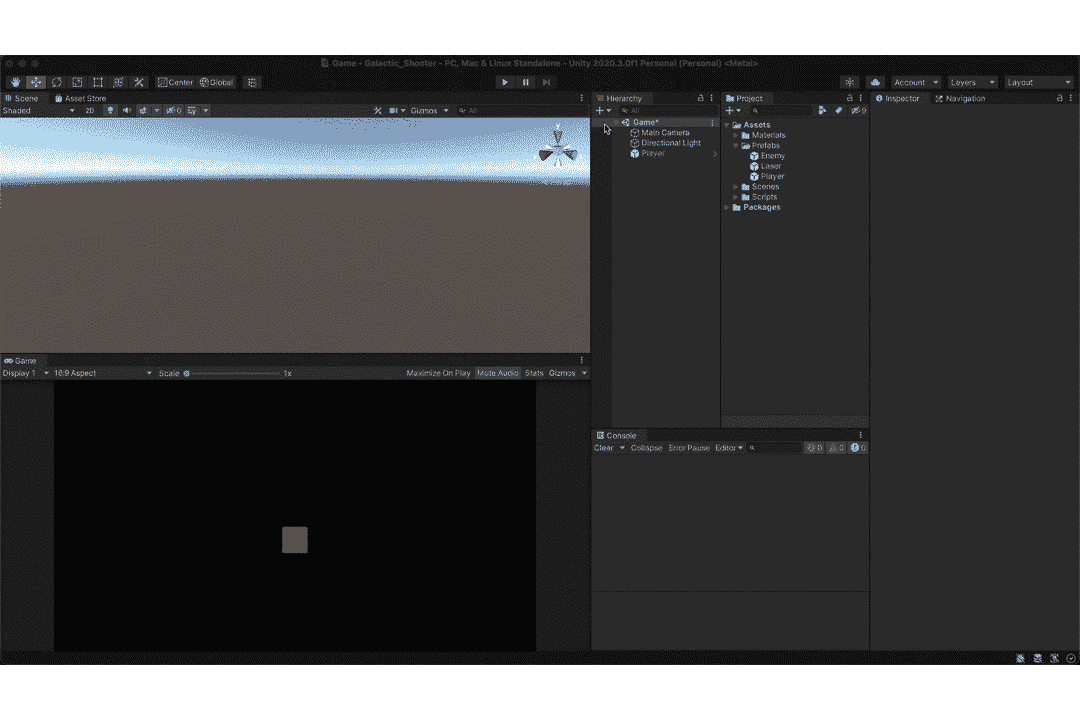 Game - Galactic_Shooter - PC, Mac & Linux Standalone - Unity 2020.3.0f1 Personal (Personal) <Metal>
Center Global Account Layers Layout
Scene Asset Store
Shaded 2D 0 Gizmos All
Y
Hierarchy
All
Game*
Main Camera
Directional Light
Player
Project
9
Assets
Materials
Prefabs
Enemy
Laser
Player
Scenes
Scripts
Packages
Inspector Navigation
Game
Display 1 16:9 Aspect Scale 1x Maximize On Play Mute Audio Stats Gizmos
Console
Clear Collapse Error Pause Editor 0 0 0